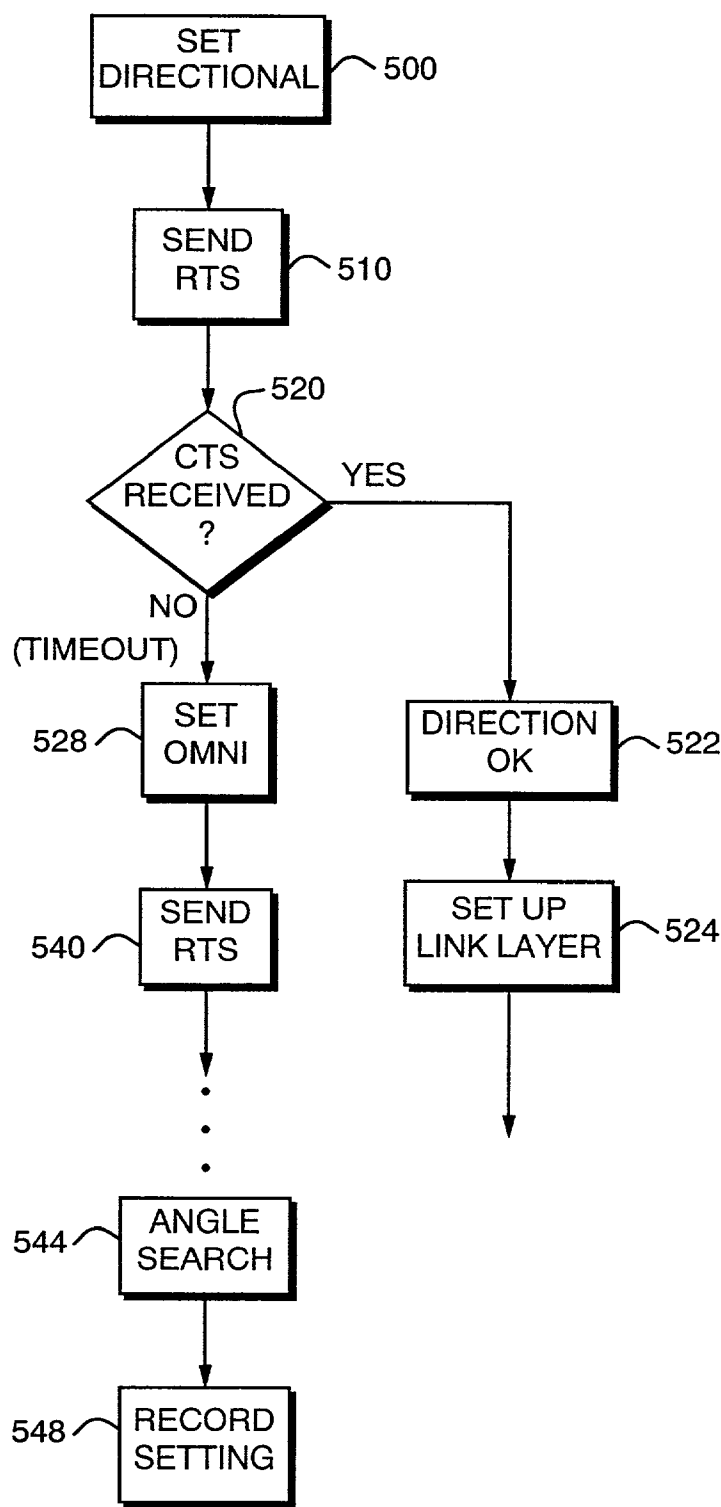 SET
DIRECTIONAL
500
SEND
RTS
510
520
CTS
RECEIVED
?
YES
NO
(TIMEOUT)
528
SET
OMNI
DIRECTION
OK
522
540
SEND
RTS
SET UP
LINK LAYER
524
544
ANGLE
SEARCH
548
RECORD
SETTING